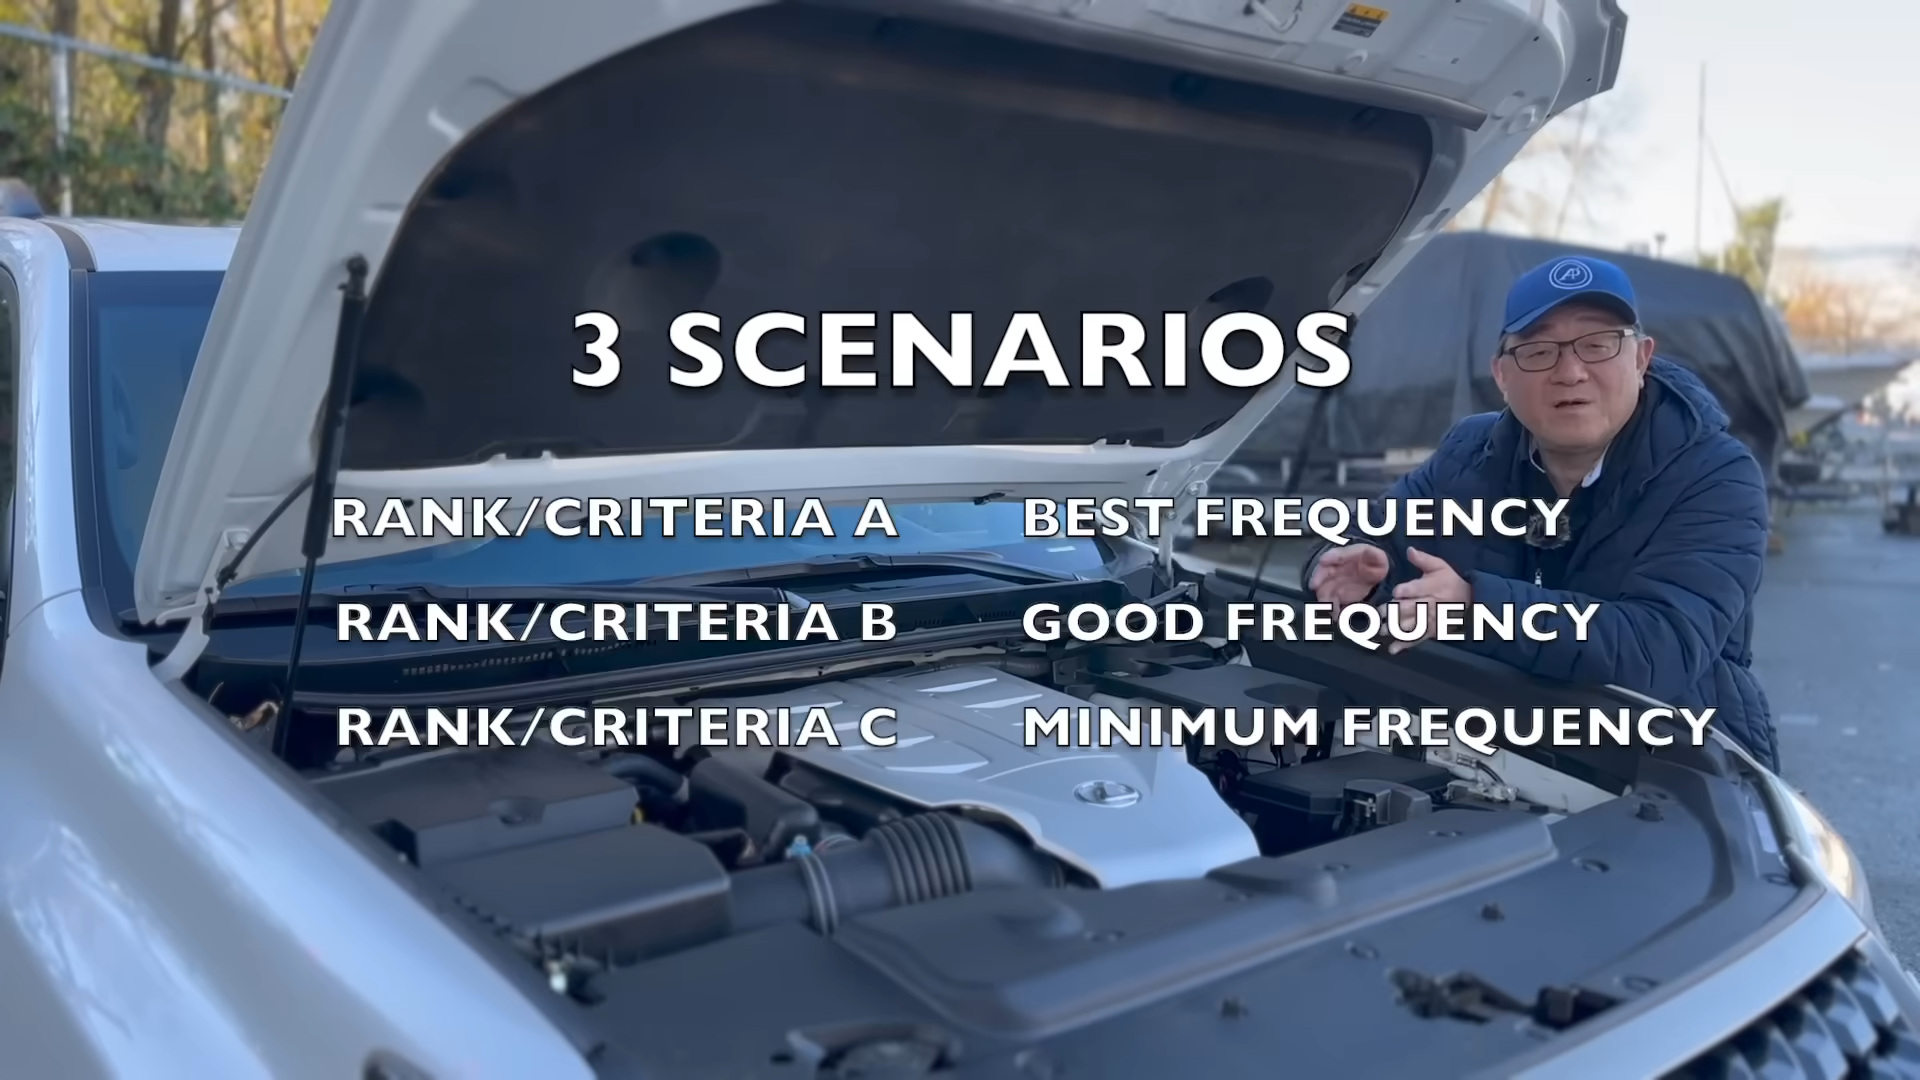 3 SCENARIOS
RANK/CRITERIA A BEST FREQUENCY
RANK/CRITERIA B GOOD FREQUENCY
RANK/CRITERIA C MINIMUM FREQUENCY